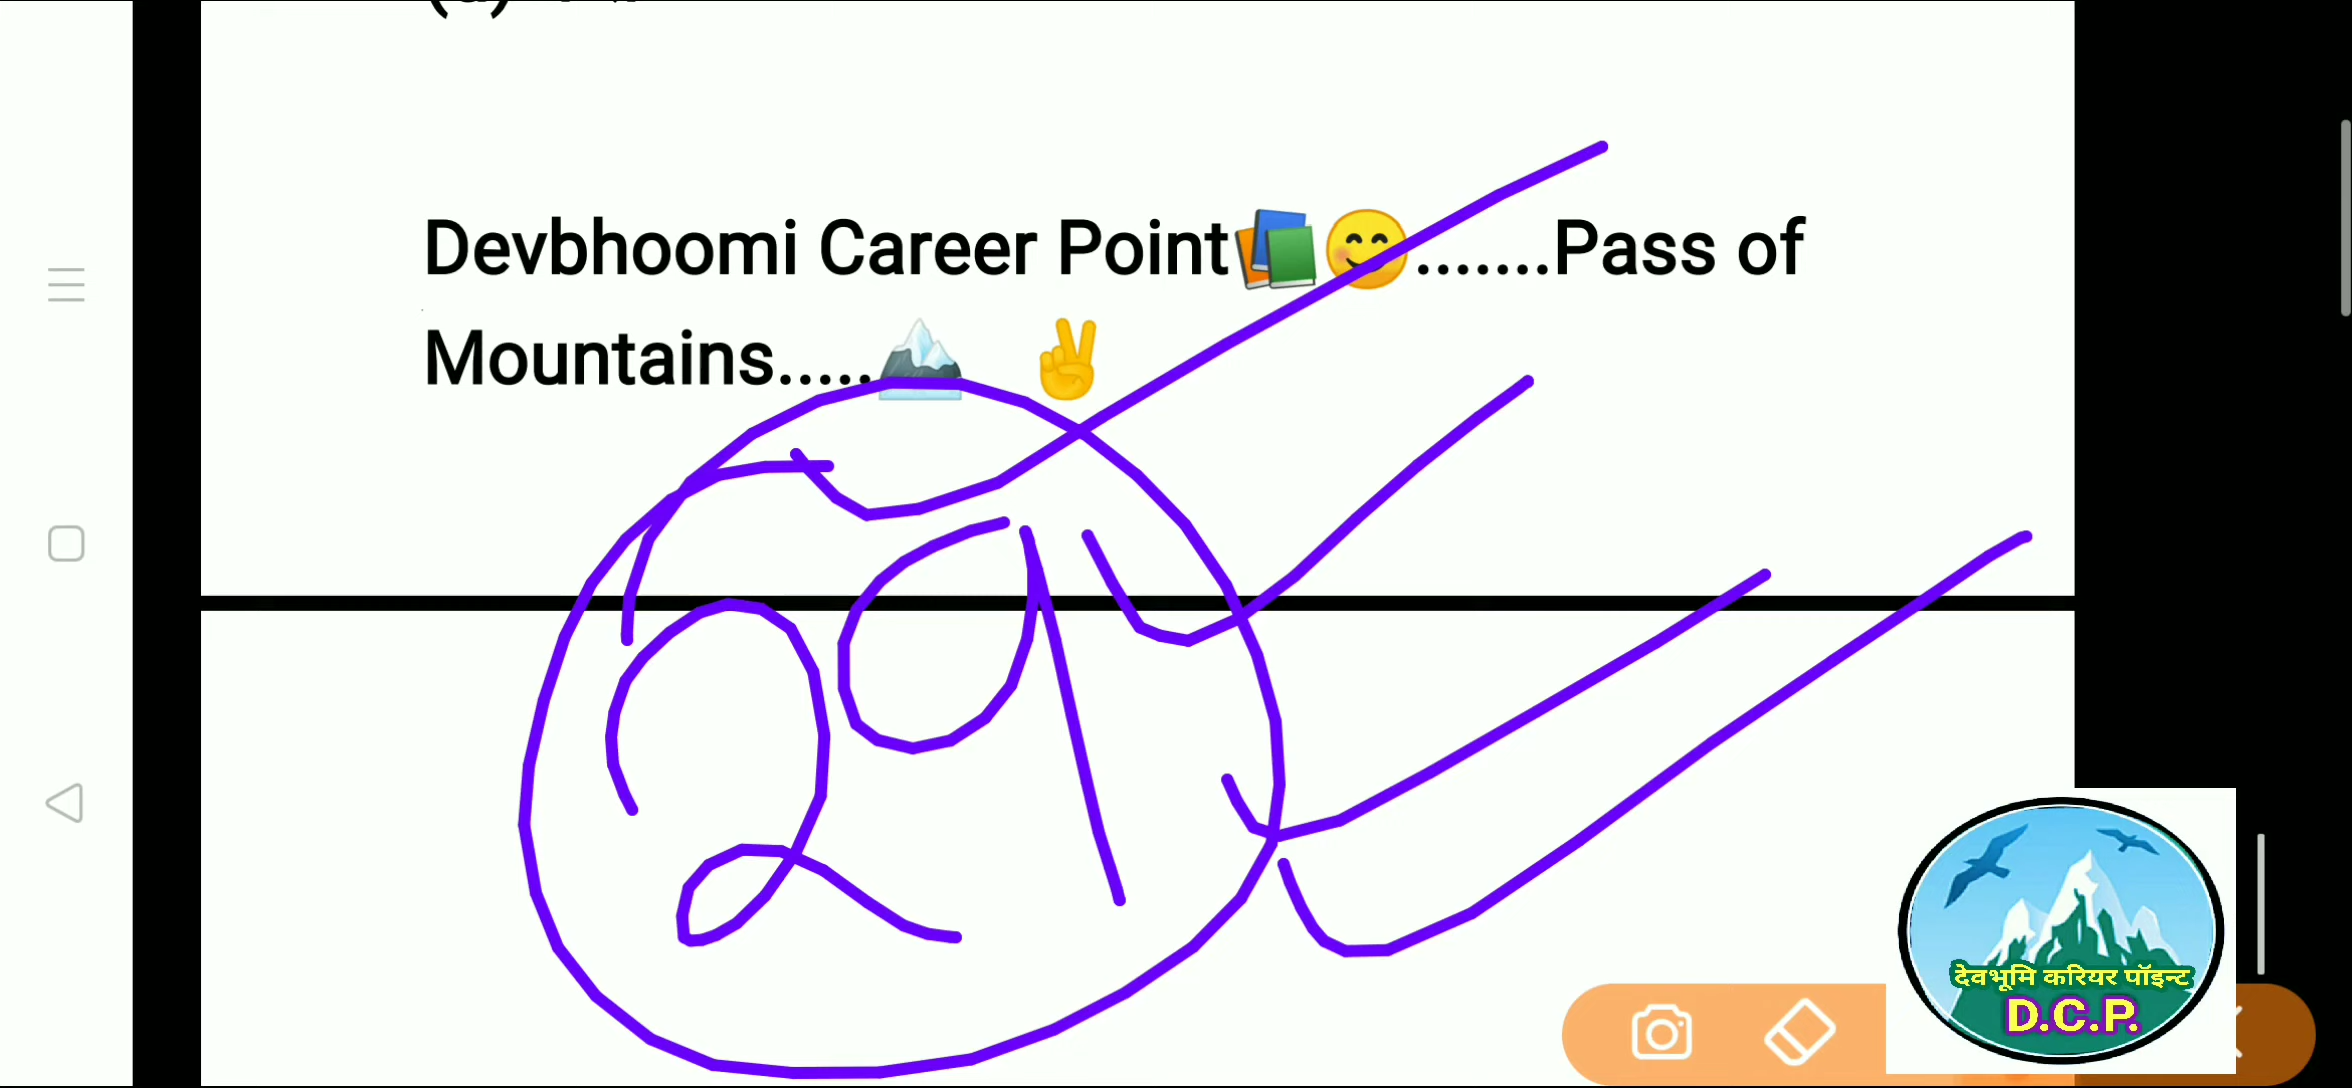 Devbhoomi Career Point📚😊.......Pass of
Mountains.....🏔️ ✌️
29
देवभूमि करियर पॉइन्ट
D.C.P.